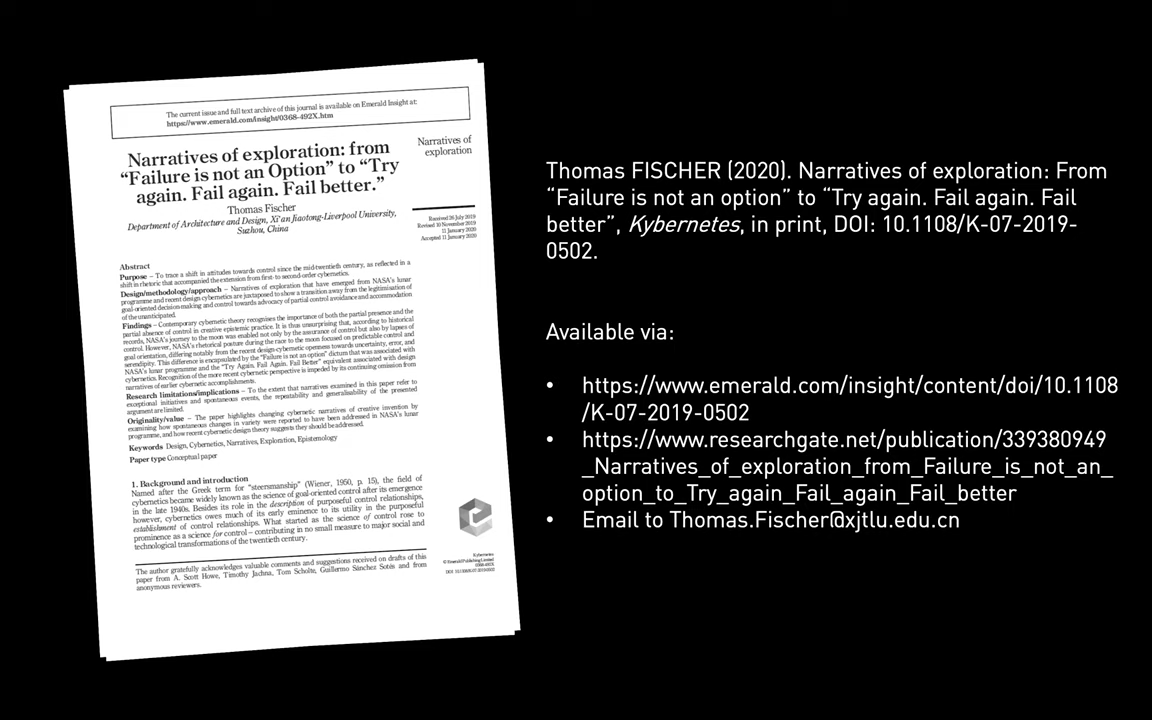 The current issue and full text archive of this journal is available on Emerald Insight at:
https://www.emerald.com/insight/0368-492X.htm
Narratives of exploration: from
“Failure is not an Option” to “Try
again. Fail again. Fail better.”
Thomas Fischer
Department of Architecture and Design, Xi'an Jiaotong-Liverpool University,
Suzhou, China
Narratives of
exploration
Received 26 July 2019
Revised 10 November 2019
11 January 2020
Accepted 11 January 2020
Abstract
Purpose – To trace a shift in attitudes towards control since the mid-twentieth century, as reflected in a
shift in rhetoric that accompanied the extension from first- to second-order cybernetics.
Design/methodology/approach – Narratives of exploration that have emerged from NASA's lunar
programme and recent design cybernetics are juxtaposed to show a transition away from the legitimisation of
goal-oriented decision-making and control towards advocacy of partial control avoidance and accommodation
of the unanticipated.
Findings – Contemporary cybernetic theory recognises the importance of both the partial presence and the
partial absence of control in creative epistemic practice. It is thus unsurprising that, according to historical
records, NASA's journey to the moon was enabled not only by the assurance of control but also by lapses of
control. However, NASA's rhetorical posture during the race to the moon focused on predictable control and
goal orientation, differing notably from the recent design-cybernetic openness towards uncertainty, error, and
serendipity. This difference is encapsulated by the “Failure is not an option” dictum that was associated with
NASA's lunar programme and the “Try Again. Fail Again. Fail Better” equivalent associated with design
cybernetics. Recognition of the more recent cybernetic perspective is impeded by its continuing omission from
narratives of earlier cybernetic accomplishments.
Research limitations/implications – To the extent that narratives examined in this paper refer to
exceptional initiatives and spontaneous events, the repeatability and generalisability of the presented
argument are limited.
Originality/value – The paper highlights changing cybernetic narratives of creative invention by
examining how spontaneous changes in variety were reported to have been addressed in NASA's lunar
programme, and how recent cybernetic design theory suggests they should be addressed.
Keywords Design, Cybernetics, Narratives, Exploration, Epistemology
Paper type Conceptual paper
1. Background and introduction
Named after the Greek term for “steersmanship” (Wiener, 1950, p. 15), the field of
cybernetics became widely known as the science of goal-oriented control after its emergence
in the late 1940s. Besides its role in the description of purposeful control relationships,
however, cybernetics owes much of its early eminence to its utility in the purposeful
establishment of control relationships. What started as the science of control rose to
prominence as a science for control – contributing in no small measure to major social and
technological transformations of the twentieth century.
The author gratefully acknowledges valuable comments and suggestions received on drafts of this
paper from A. Scott Howe, Timothy Jachna, Tom Scholte, Guillermo Sánchez Sotés and from
anonymous reviewers.
Kybernetes
© Emerald Publishing Limited
0368-492X
DOI 10.1108/K-07-2019-0502
Thomas FISCHER (2020). Narratives of exploration: From
“Failure is not an option” to “Try again. Fail again. Fail
better”, Kybernetes, in print, DOI: 10.1108/K-07-2019-
0502.
Available via:
• https://www.emerald.com/insight/content/doi/10.1108
/K-07-2019-0502
• https://www.researchgate.net/publication/339380949
_Narratives_of_exploration_from_Failure_is_not_an_
option_to_Try_again_Fail_again_Fail_better
• Email to Thomas.Fischer@xjtlu.edu.cn